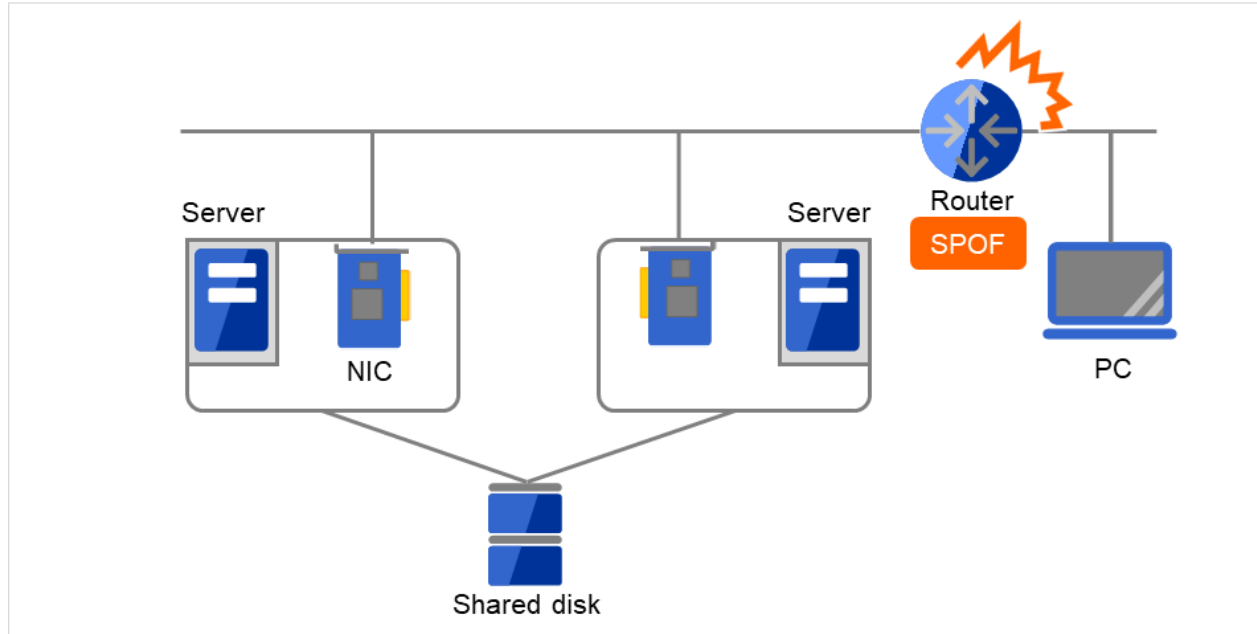 Server
Server
Router
SPOF
NIC
PC
Shared disk